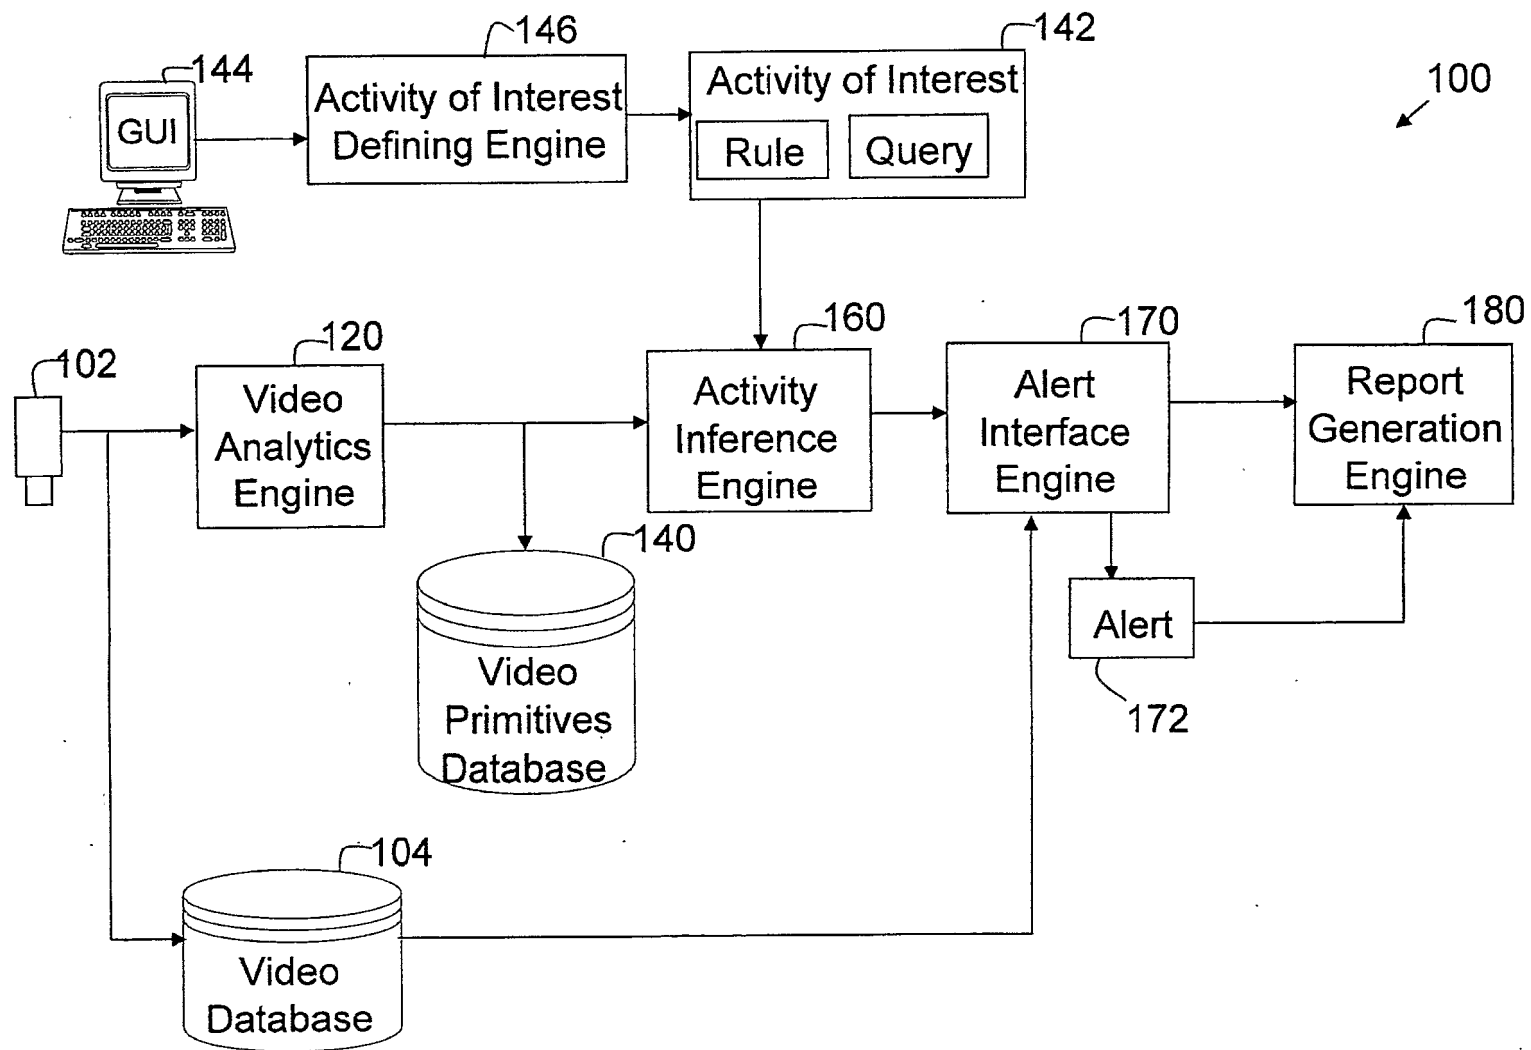 146
142
144
100
GUI
Activity of Interest
Defining Engine
Activity of Interest
Rule
Query
102
120
160
170
180
Video
Analytics
Engine
Activity
Inference
Engine
Alert
Interface
Engine
Report
Generation
Engine
140
Video
Primitives
Database
Alert
172
104
Video
Database